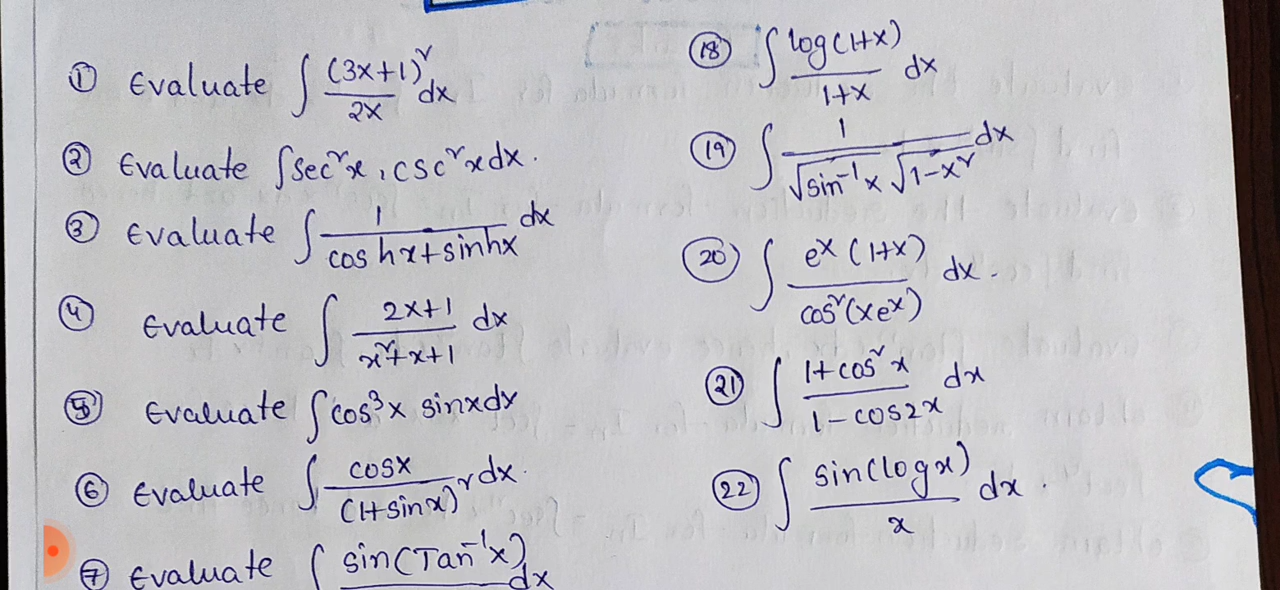 ① Evaluate ∫ (3x+1)² / 2x dx
② Evaluate ∫sec²x . csc²x dx.
③ Evaluate ∫ 1 / cos hx + sinhx dx
④ Evaluate ∫ 2x+1 / x²+x+1 dx
⑤ Evaluate ∫cos³x sinx dx
⑥ Evaluate ∫ cosx / (1+sinx)² dx.
⑦ Evaluate ∫ sin(Tan⁻¹x) dx
⑱ ∫ log(1+x) / 1+x dx
⑲ ∫ 1 / √sin⁻¹x √1-x² dx
⑳ ∫ eˣ (1+x) / cos²(xeˣ) dx.
㉑ ∫ 1+cos²x / 1-cos2x dx
㉒ ∫ sin(logx) / x dx.